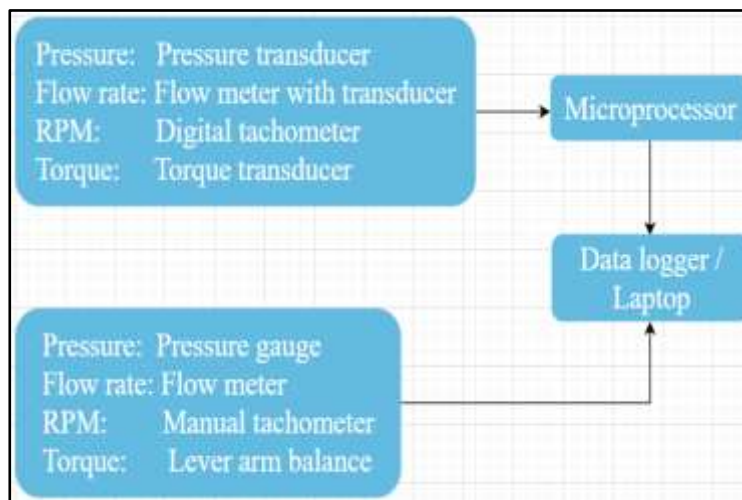 Pressure: Pressure transducer
Flow rate: Flow meter with transducer
RPM: Digital tachometer
Torque: Torque transducer
Microprocessor
Data logger /
Laptop
Pressure: Pressure gauge
Flow rate: Flow meter
RPM: Manual tachometer
Torque: Lever arm balance